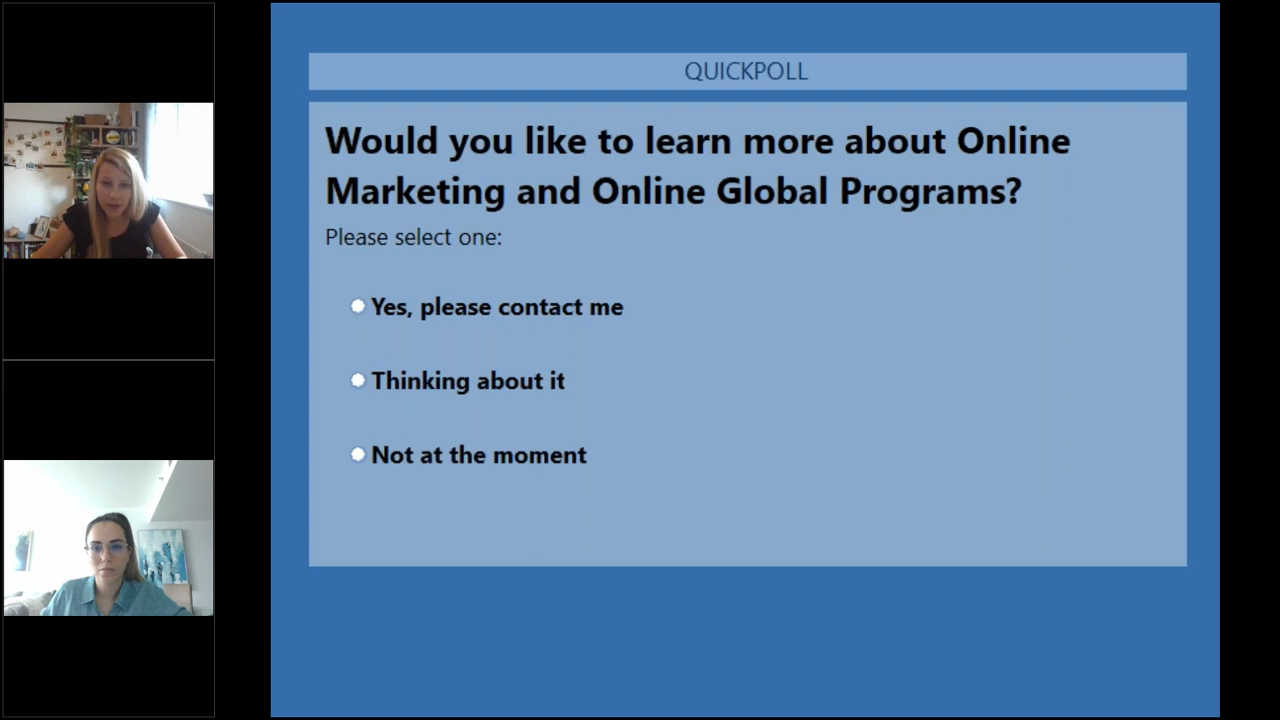 QUICKPOLL
Would you like to learn more about Online
Marketing and Online Global Programs?
Please select one:
Yes, please contact me
Thinking about it
Not at the moment